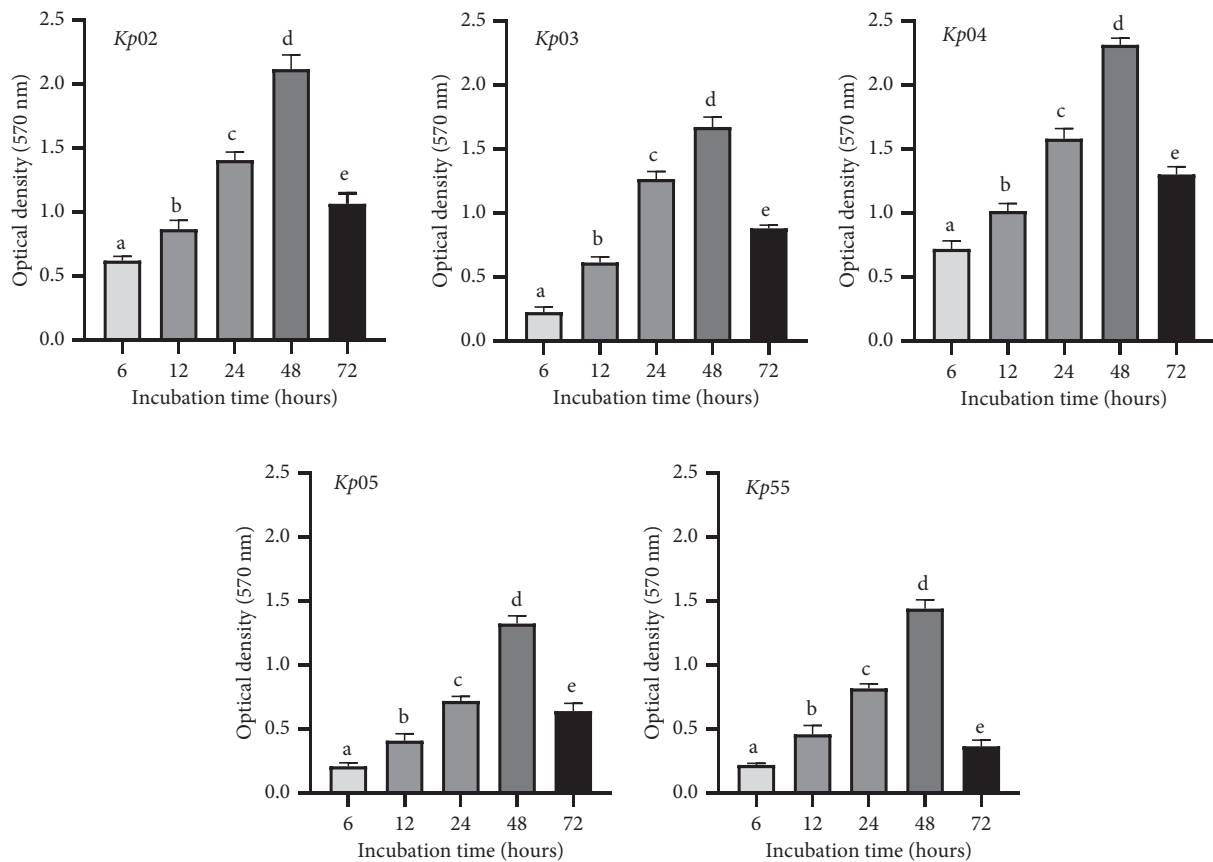 Kp02
Optical density (570 nm)
2.5
2.0
1.5
1.0
0.5
0.0
a
b
c
d
e
6 12 24 48 72
Incubation time (hours)
Kp03
Optical density (570 nm)
2.5
2.0
1.5
1.0
0.5
0.0
a
b
c
d
e
6 12 24 48 72
Incubation time (hours)
Kp04
Optical density (570 nm)
2.5
2.0
1.5
1.0
0.5
0.0
a
b
c
d
e
6 12 24 48 72
Incubation time (hours)
Kp05
Optical density (570 nm)
2.5
2.0
1.5
1.0
0.5
0.0
a
b
c
d
e
6 12 24 48 72
Incubation time (hours)
Kp55
Optical density (570 nm)
2.5
2.0
1.5
1.0
0.5
0.0
a
b
c
d
e
6 12 24 48 72
Incubation time (hours)